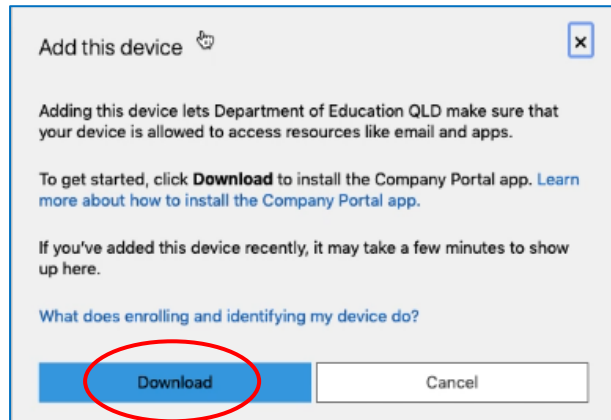 Add this device
Adding this device lets Department of Education QLD make sure that
your device is allowed to access resources like email and apps.
To get started, click Download to install the Company Portal app. Learn
more about how to install the Company Portal app.
If you've added this device recently, it may take a few minutes to show
up here.
What does enrolling and identifying my device do?
Download
Cancel